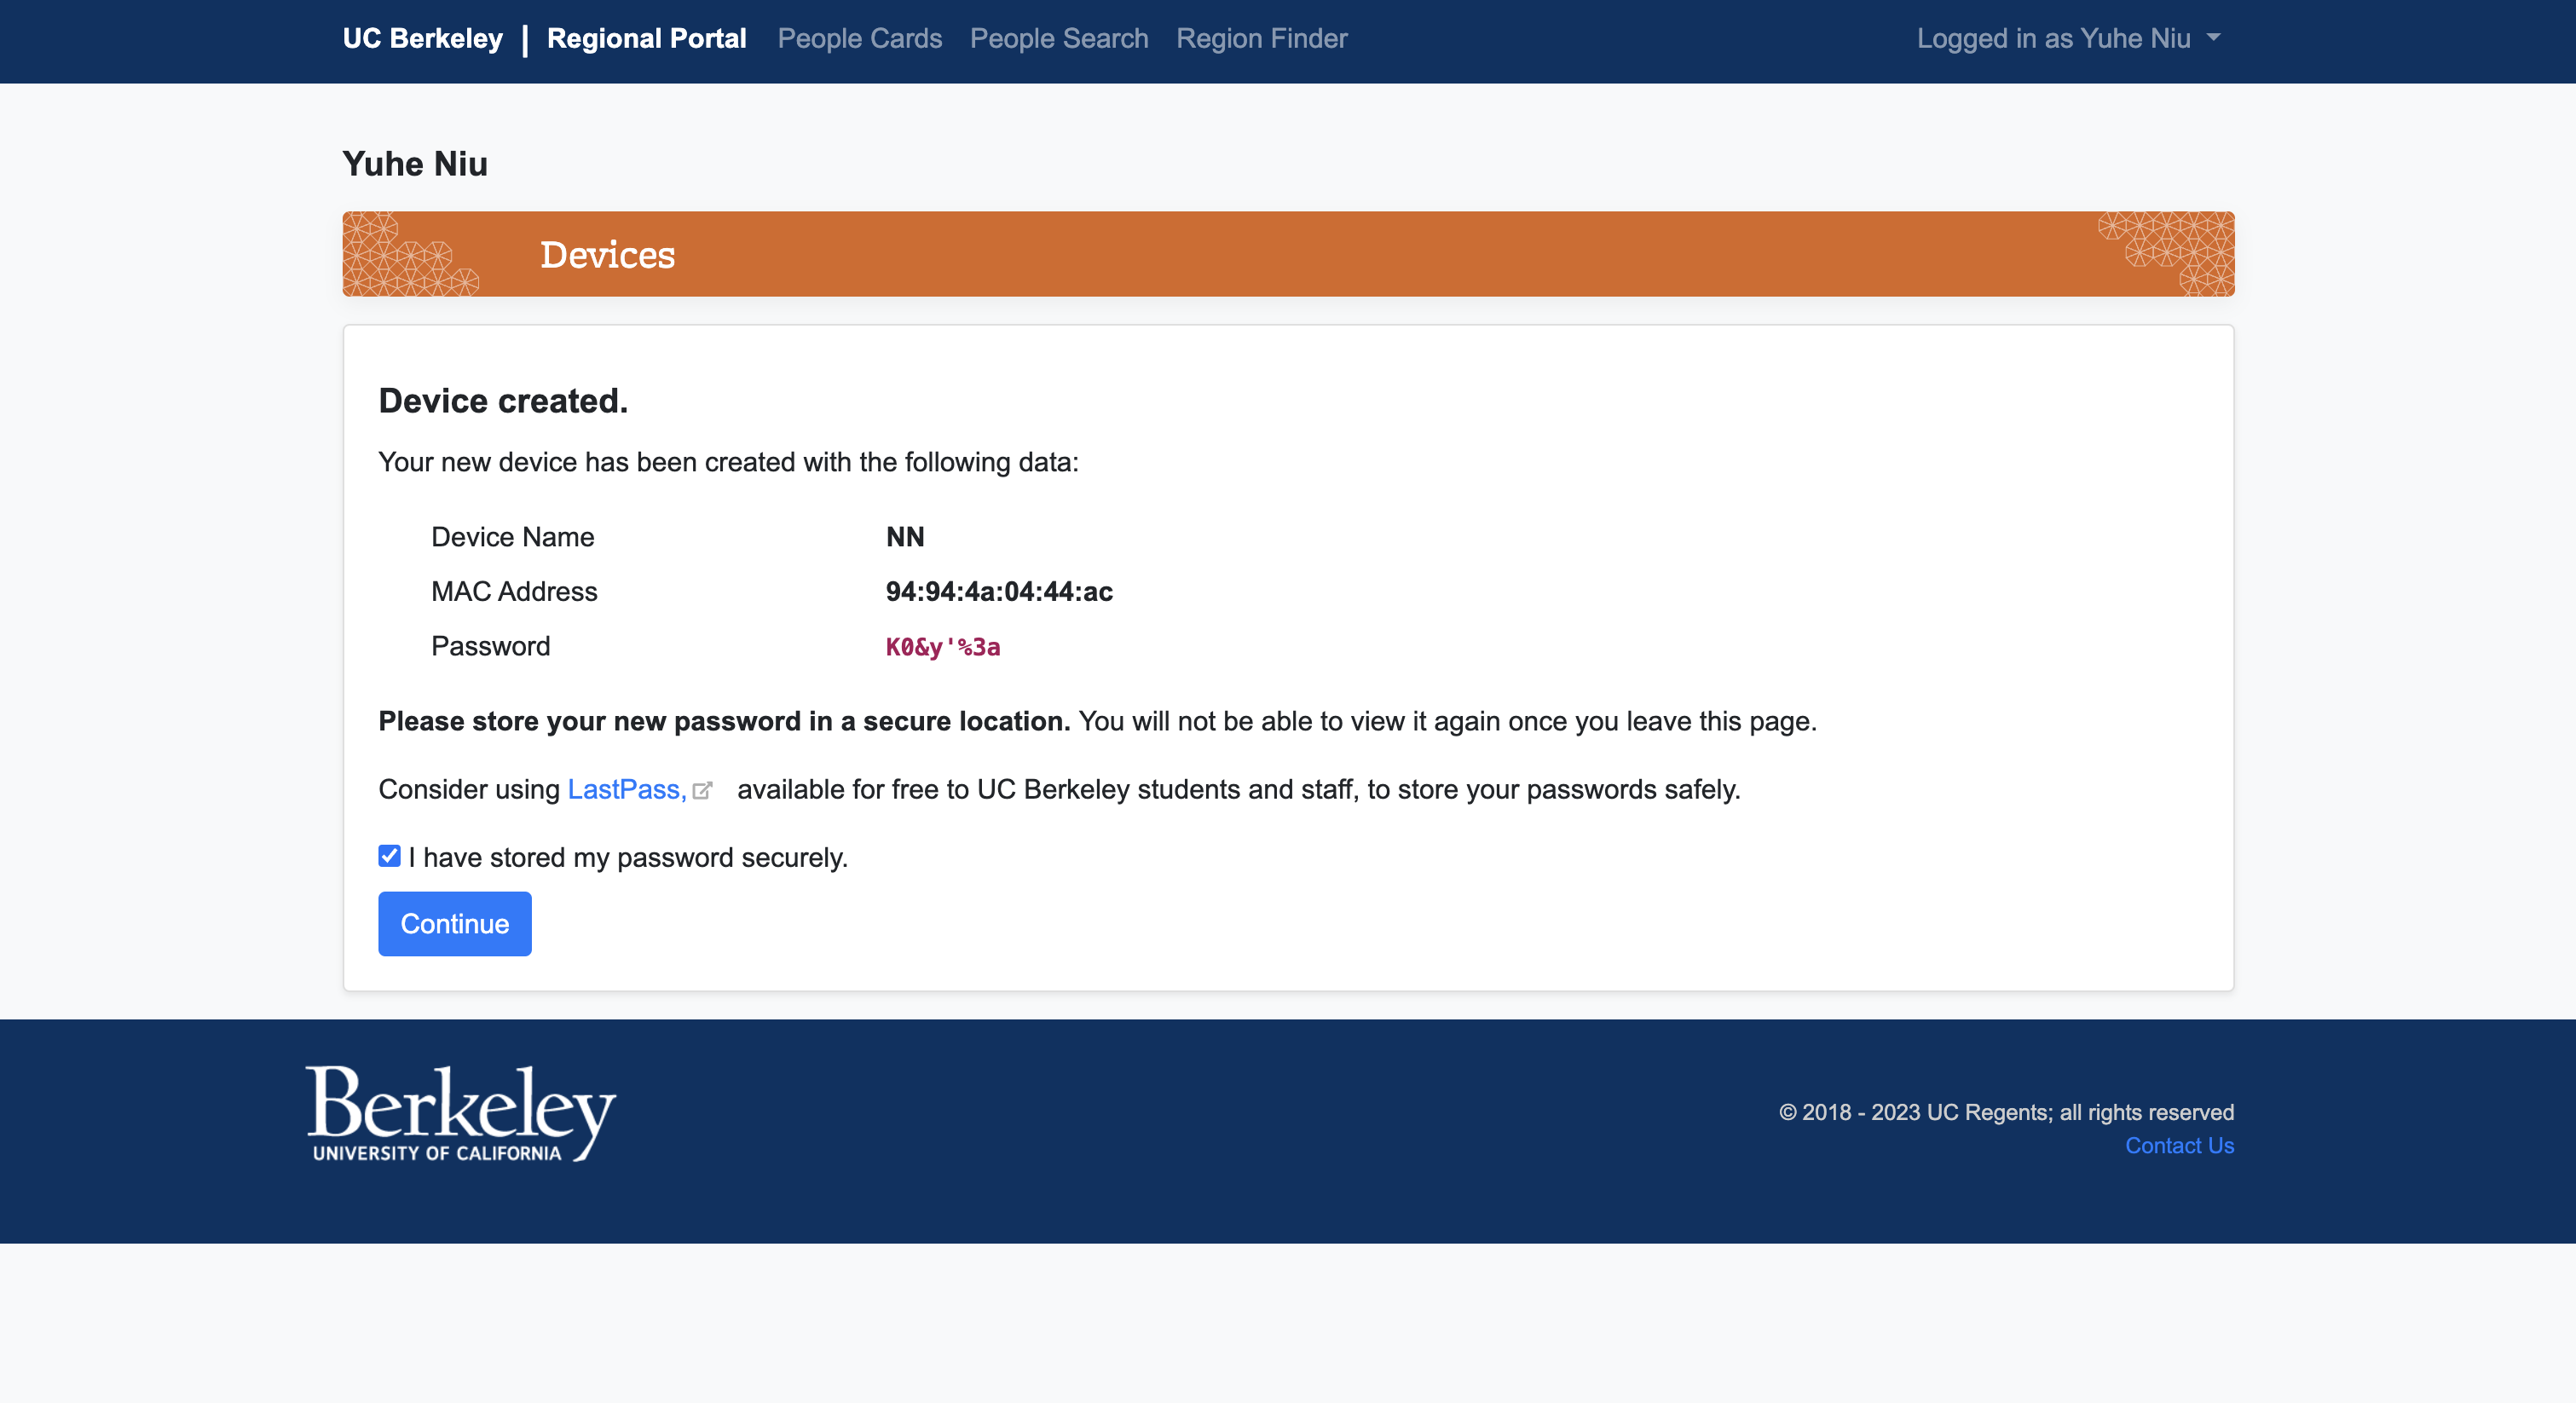 UC Berkeley | Regional Portal People Cards People Search Region Finder Logged in as Yuhe Niu
Yuhe Niu
Devices
Device created.
Your new device has been created with the following data:
Device Name NN
MAC Address 94:94:4a:04:44:ac
Password K0&y'%3a
Please store your new password in a secure location. You will not be able to view it again once you leave this page.
Consider using LastPass, available for free to UC Berkeley students and staff, to store your passwords safely.
I have stored my password securely.
Continue
Berkeley
UNIVERSITY OF CALIFORNIA
© 2018 - 2023 UC Regents; all rights reserved
Contact Us